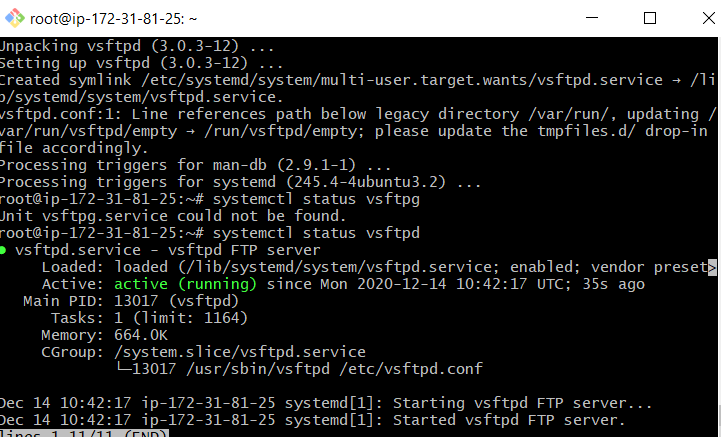 root@ip-172-31-81-25: ~
Unpacking vsftpd (3.0.3-12) ...
Setting up vsftpd (3.0.3-12) ...
Created symlink /etc/systemd/system/multi-user.target.wants/vsftpd.service → /li
b/systemd/system/vsftpd.service.
vsftpd.conf:1: Line references path below legacy directory /var/run/, updating /
var/run/vsftpd/empty → /run/vsftpd/empty; please update the tmpfiles.d/ drop-in
file accordingly.
Processing triggers for man-db (2.9.1-1) ...
Processing triggers for systemd (245.4-4ubuntu3.2) ...
root@ip-172-31-81-25:~# systemctl status vsftpg
Unit vsftpg.service could not be found.
root@ip-172-31-81-25:~# systemctl status vsftpd
● vsftpd.service - vsftpd FTP server
Loaded: loaded (/lib/systemd/system/vsftpd.service; enabled; vendor preset>
Active: active (running) since Mon 2020-12-14 10:42:17 UTC; 35s ago
Main PID: 13017 (vsftpd)
Tasks: 1 (limit: 1164)
Memory: 664.0K
CGroup: /system.slice/vsftpd.service
└─13017 /usr/sbin/vsftpd /etc/vsftpd.conf
Dec 14 10:42:17 ip-172-31-81-25 systemd[1]: Starting vsftpd FTP server...
Dec 14 10:42:17 ip-172-31-81-25 systemd[1]: Started vsftpd FTP server.
lines 1-11/11 (END)